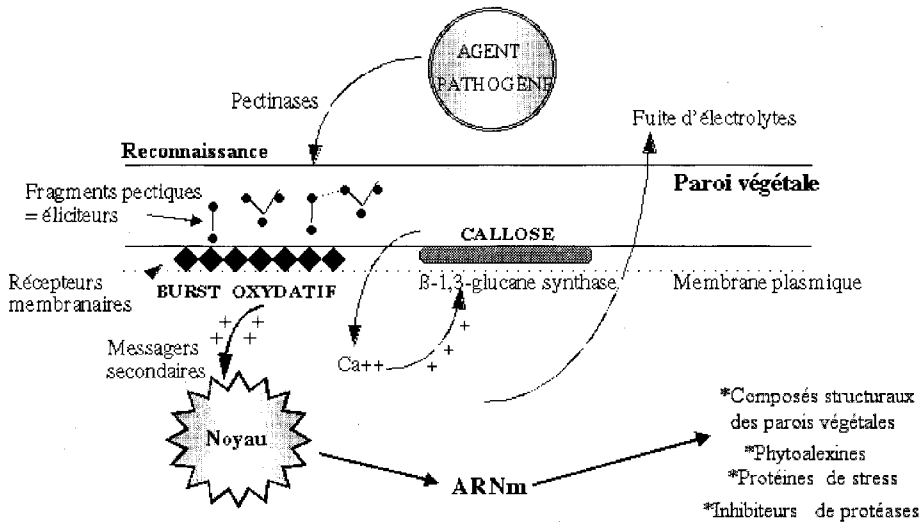 AGENT
PATHOGÈNE
Pectinases
Fuite d'électrolytes
Reconnaissance
Paroi végétale
Fragments pectiques
= éliciteurs
CALLOSE
Récepteurs
membranaires
BURST OXYDATIF
ß-1,3-glucane synthase
Membrane plasmique
+ +
+ +
Messagers
secondaires
Ca++
+
+
+
Noyau
ARNm
*Composés structuraux
des parois végétales
*Phytoalexines
*Protéines de stress
*Inhibiteurs de protéases